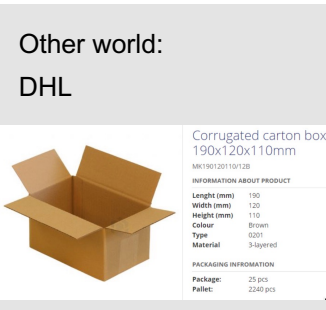 Other world:
DHL
Corrugated carton box
190x120x110mm
MK190120110/12B
INFORMATION ABOUT PRODUCT
Lenght (mm) 190
Width (mm) 120
Height (mm) 110
Colour Brown
Type 0201
Material 3-layered
PACKAGING INFROMATION
Package: 25 pcs
Pallet: 2240 pcs